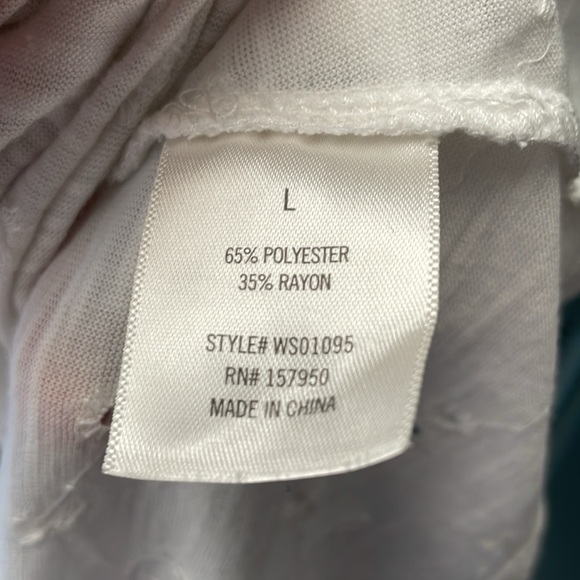 L
65% POLYESTER
35% RAYON
STYLE# WS01095
RN# 157950
MADE IN CHINA